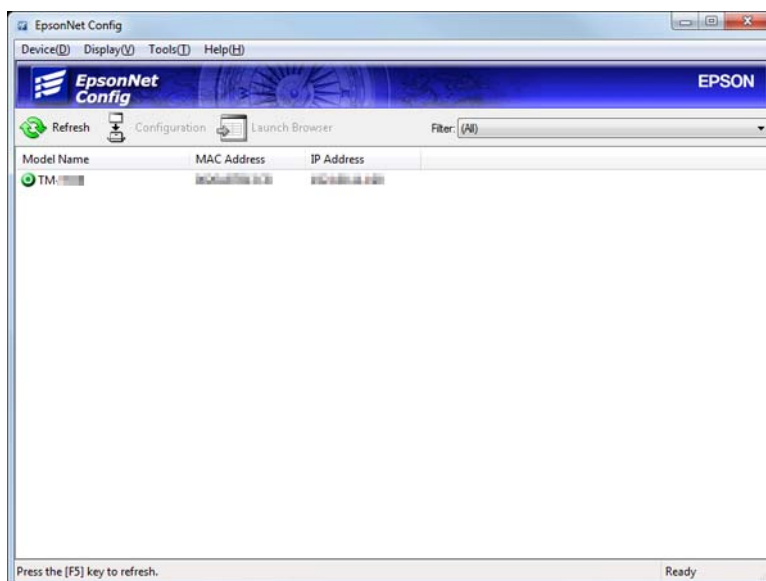 EpsonNet Config
Device(D) Display(V) Tools(T) Help(H)
EpsonNet
Config
EPSON
Refresh Configuration Launch Browser Filter: (All)
Model Name MAC Address IP Address
TM-
Press the [F5] key to refresh. Ready